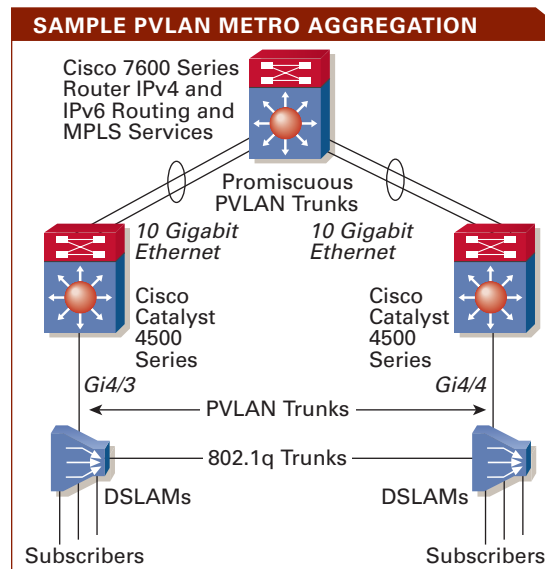 SAMPLE PVLAN METRO AGGREGATION
Cisco 7600 Series
Router IPv4 and
IPv6 Routing and
MPLS Services
Promiscuous
PVLAN Trunks
10 Gigabit
Ethernet
10 Gigabit
Ethernet
Cisco
Catalyst
4500
Series
Cisco
Catalyst
4500
Series
Gi4/3
Gi4/4
PVLAN Trunks
802.1q Trunks
DSLAMs
DSLAMs
Subscribers
Subscribers